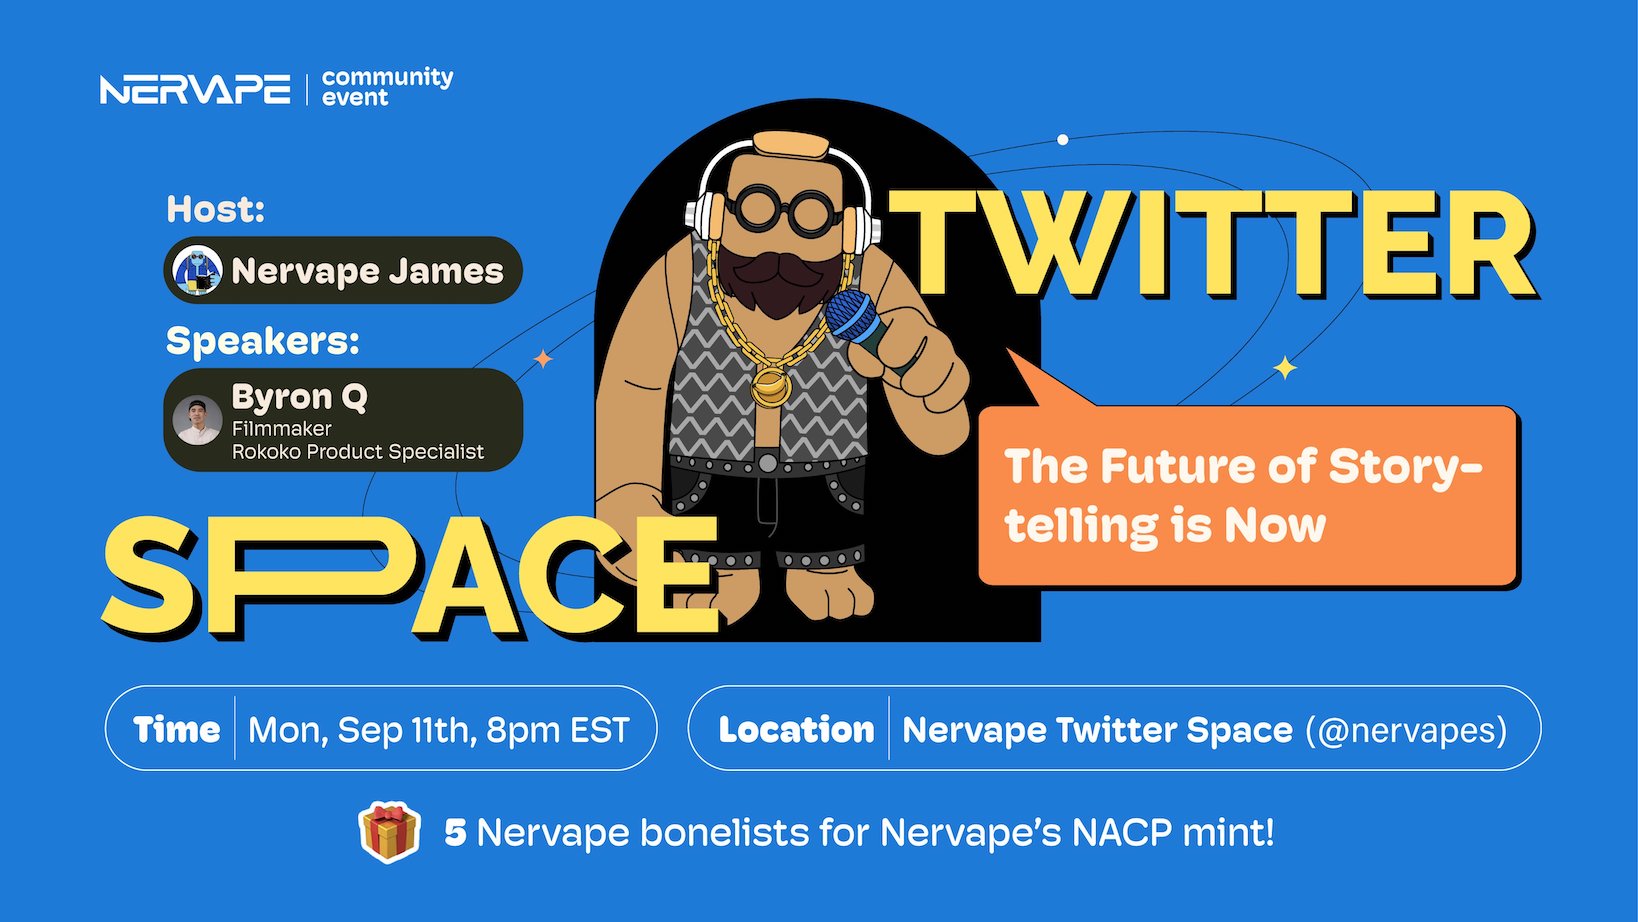 NERVAPE
community
event
Host:
Nervape James
Speakers:
Byron Q
Filmmaker
Rokoko Product Specialist
TWITTER
SPACE
The Future of Story-
telling is Now
Time
Mon, Sep 11th, 8pm EST
Location
Nervape Twitter Space (@nervapes)
5 Nervape bonelists for Nervape’s NACP mint!